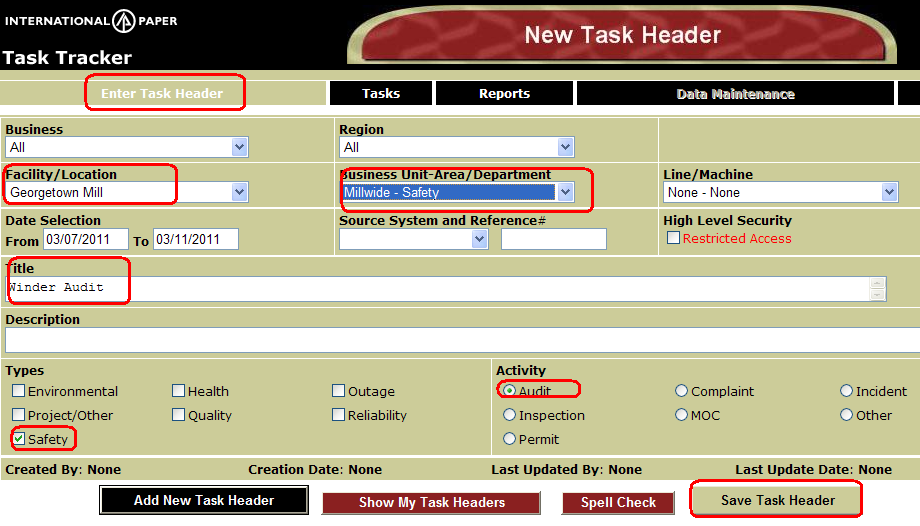 INTERNATIONAL PAPER
Task Tracker
New Task Header
Enter Task Header Tasks Reports Data Maintenance
Business Region
All All
Facility/Location Business Unit-Area/Department Line/Machine
Georgetown Mill Millwide - Safety None - None
Date Selection Source System and Reference# High Level Security
From 03/07/2011 To 03/11/2011 Restricted Access
Title
Winder Audit
Description
Types Activity
Environmental Health Outage Audit Complaint Incident
Project/Other Quality Reliability Inspection MOC Other
Safety Permit
Created By: None Creation Date: None Last Updated By: None Last Update Date: None
Add New Task Header Show My Task Headers Spell Check Save Task Header